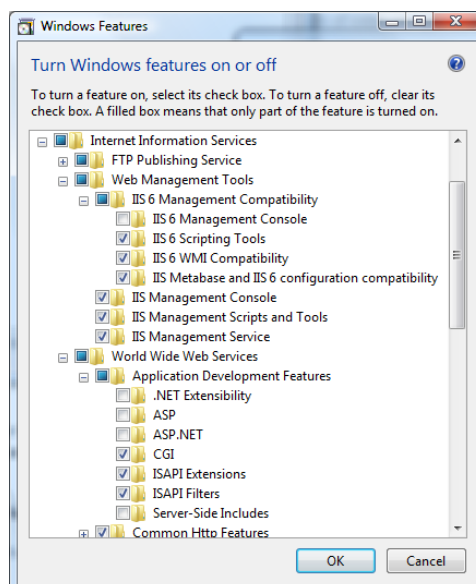 Windows Features
Turn Windows features on or off
To turn a feature on, select its check box. To turn a feature off, clear its
check box. A filled box means that only part of the feature is turned on.
Internet Information Services
FTP Publishing Service
Web Management Tools
IIS 6 Management Compatibility
IIS 6 Management Console
IIS 6 Scripting Tools
IIS 6 WMI Compatibility
IIS Metabase and IIS 6 configuration compatibility
IIS Management Console
IIS Management Scripts and Tools
IIS Management Service
World Wide Web Services
Application Development Features
.NET Extensibility
ASP
ASP.NET
CGI
ISAPI Extensions
ISAPI Filters
Server-Side Includes
Common Http Features
OK
Cancel